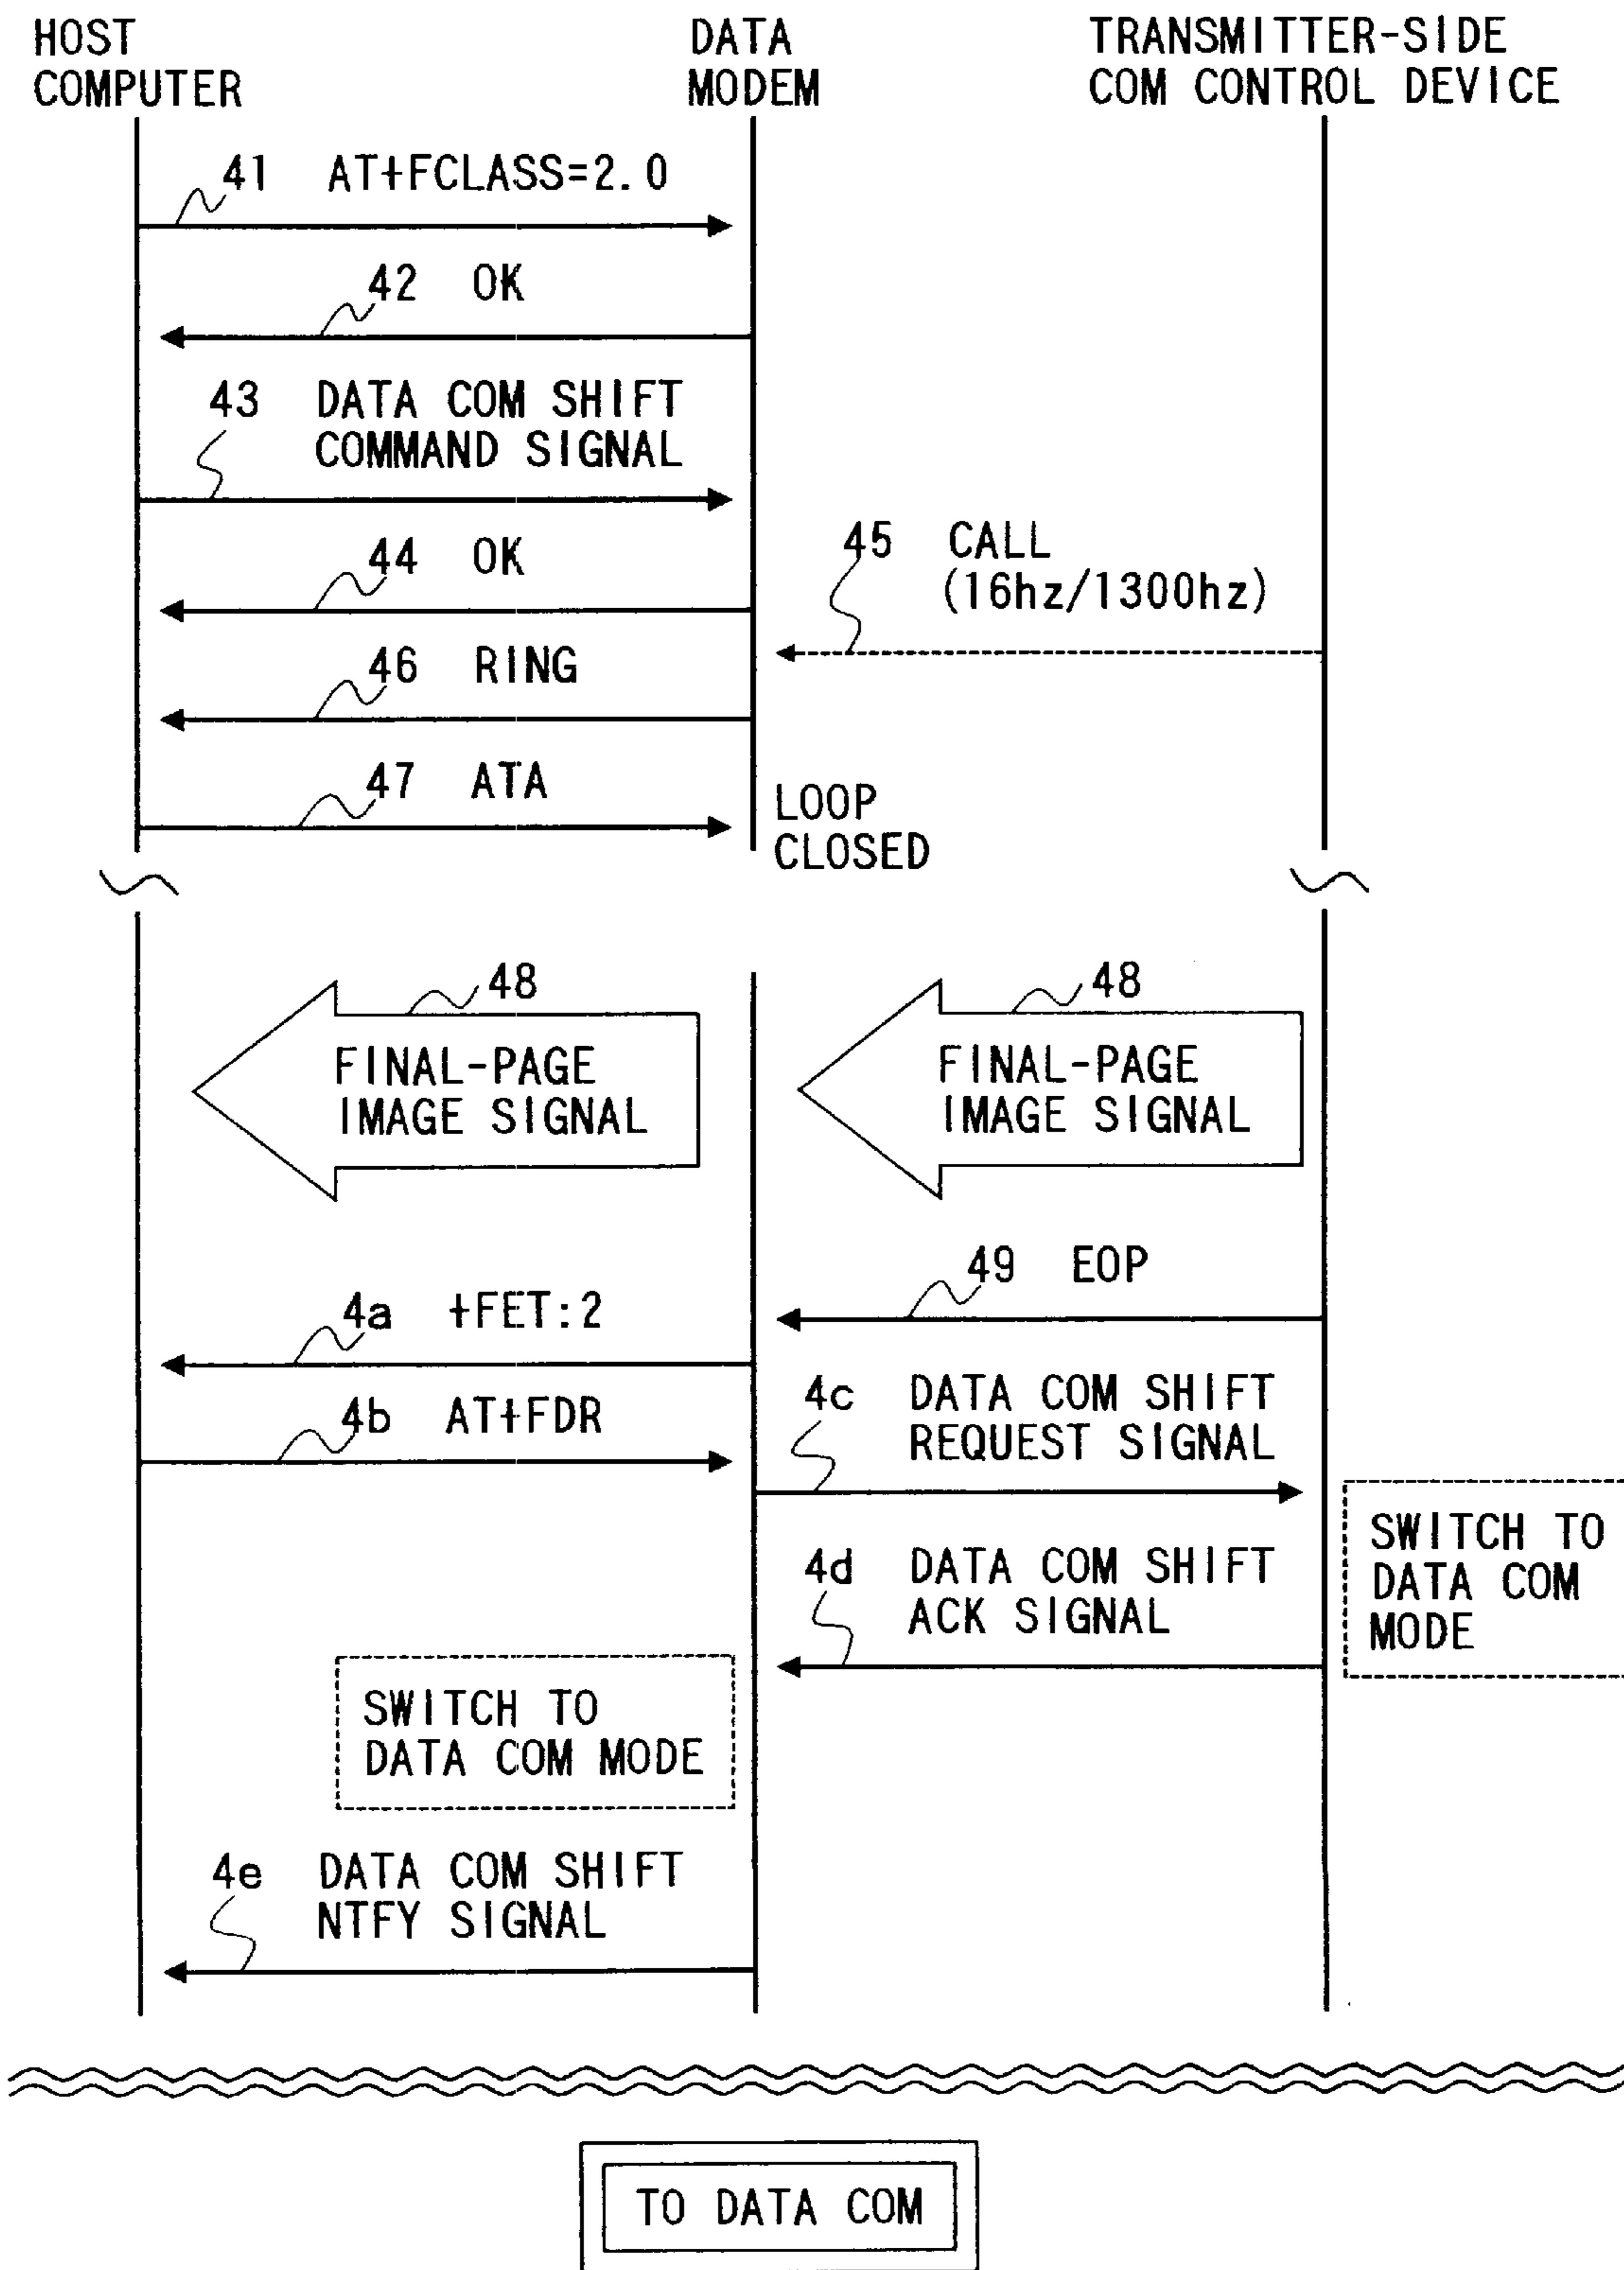 HOST
COMPUTER
DATA
MODEM
TRANSMITTER-SIDE
COM CONTROL DEVICE
41 AT+FCLASS=2.0
42 OK
43 DATA COM SHIFT
COMMAND SIGNAL
44 OK
45 CALL
(16hz/1300hz)
46 RING
47 ATA
LOOP
CLOSED
48
FINAL-PAGE
IMAGE SIGNAL
48
FINAL-PAGE
IMAGE SIGNAL
49 EOP
4a +FET:2
4b AT+FDR
4c DATA COM SHIFT
REQUEST SIGNAL
SWITCH TO
DATA COM
MODE
4d DATA COM SHIFT
ACK SIGNAL
SWITCH TO
DATA COM MODE
4e DATA COM SHIFT
NTFY SIGNAL
TO DATA COM